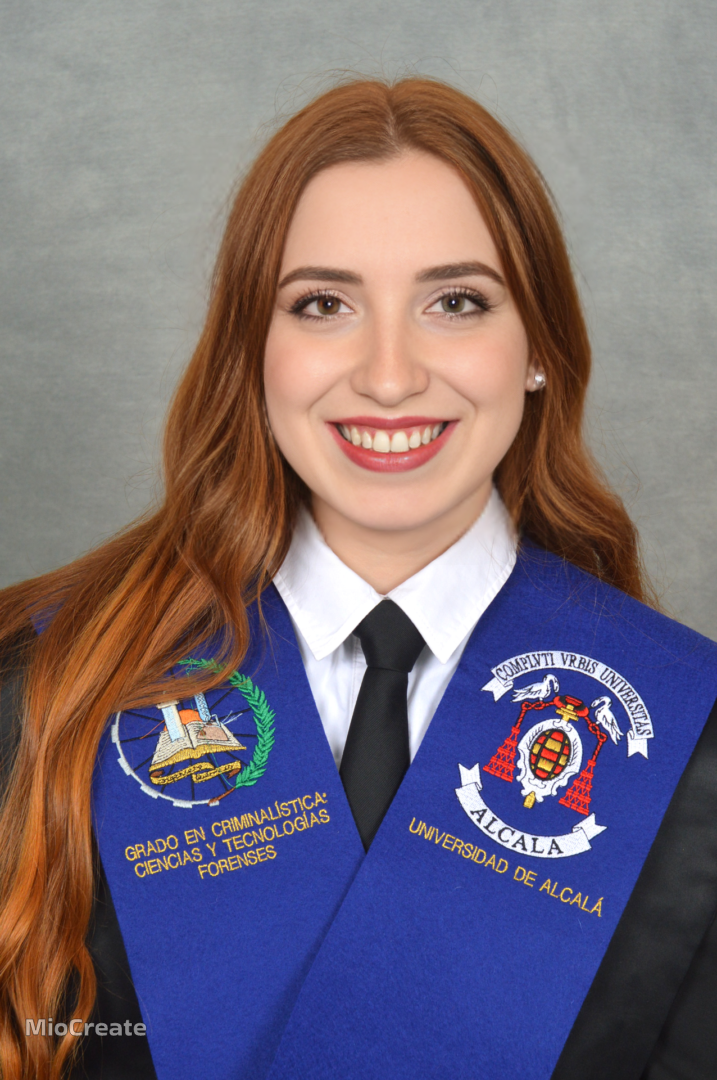 GRADO EN CRIMINALÍSTICA:
CIENCIAS Y TECNOLOGÍAS
FORENSES
COMPLVTI VRBIS UNIVERSITAS
ALCALA
UNIVERSIDAD DE ALCALÁ
MioCreate